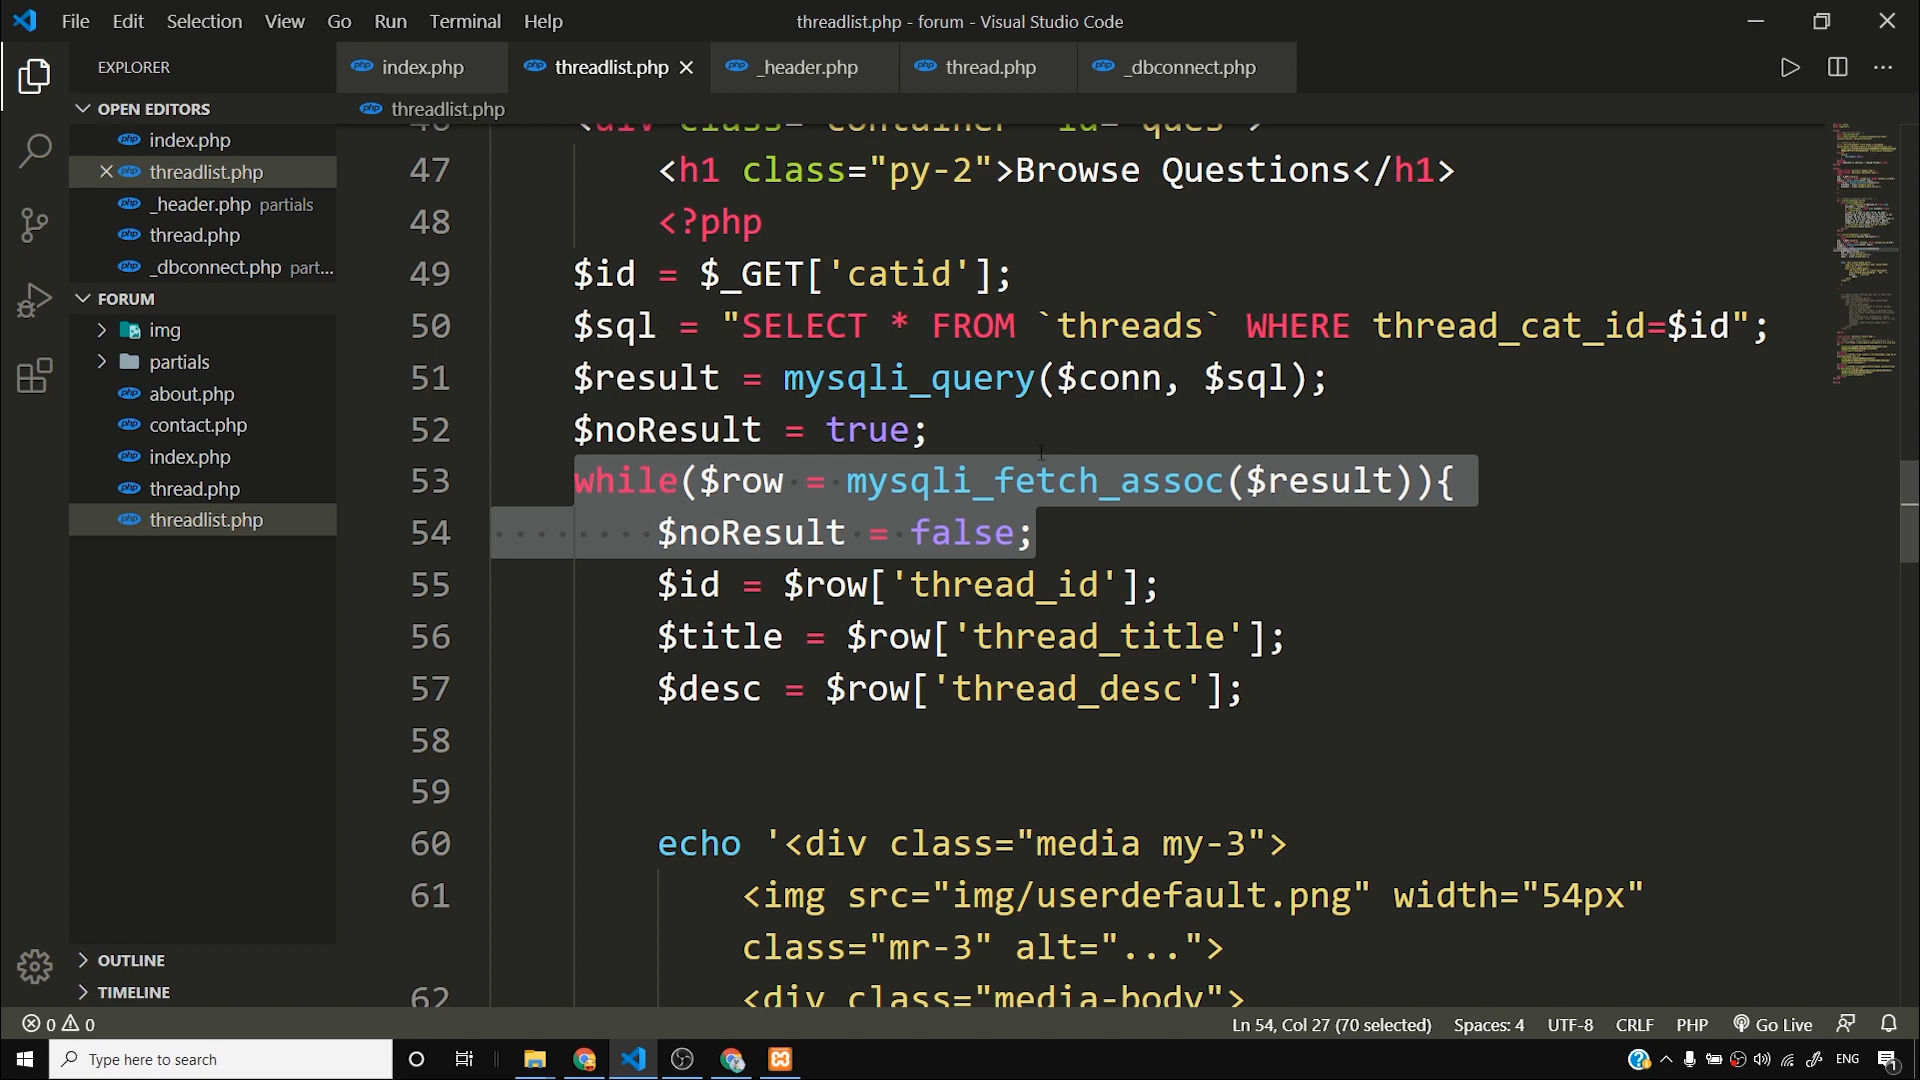 File Edit Selection View Go Run Terminal Help
threadlist.php - forum - Visual Studio Code
EXPLORER
index.php
threadlist.php
_header.php
thread.php
_dbconnect.php
OPEN EDITORS
index.php
threadlist.php
_header.php partials
thread.php
_dbconnect.php part...
FORUM
img
partials
about.php
contact.php
index.php
thread.php
threadlist.php
OUTLINE
TIMELINE
threadlist.php
46 <div class="container" id="ques">
47 <h1 class="py-2">Browse Questions</h1>
48 <?php
49 $id = $_GET['catid'];
50 $sql = "SELECT * FROM `threads` WHERE thread_cat_id=$id";
51 $result = mysqli_query($conn, $sql);
52 $noResult = true;
53 while($row = mysqli_fetch_assoc($result)){
54 $noResult = false;
55 $id = $row['thread_id'];
56 $title = $row['thread_title'];
57 $desc = $row['thread_desc'];
58
59
60 echo '<div class="media my-3">
61 <img src="img/userdefault.png" width="54px"
class="mr-3" alt="...">
62 <div class="media-body">
0 0
Ln 54, Col 27 (70 selected) Spaces: 4 UTF-8 CRLF PHP Go Live
Type here to search
ENG
1